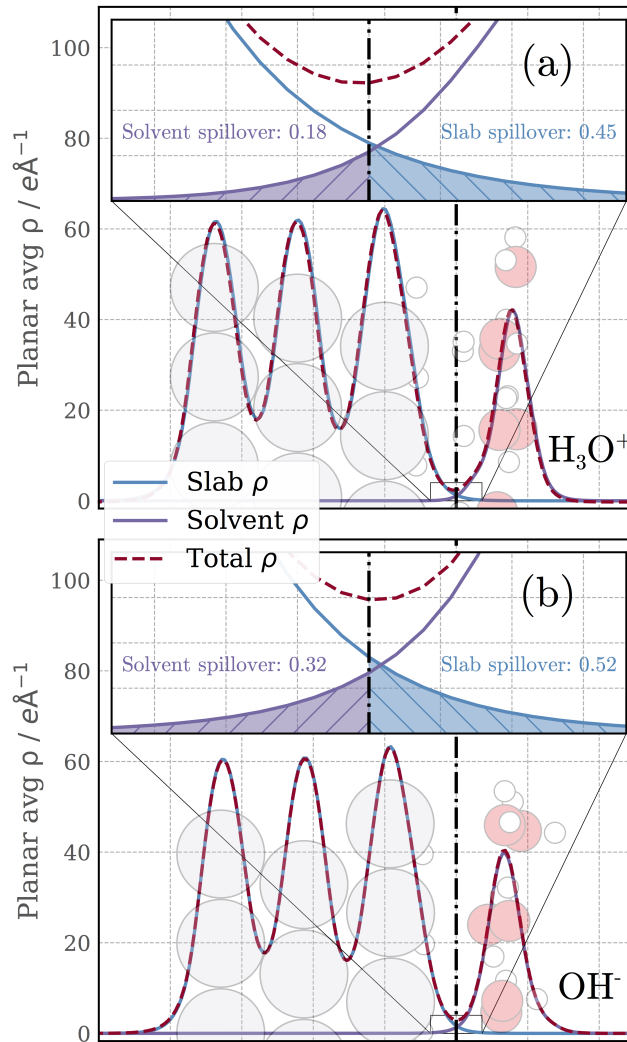 (a)
Solvent spillover: 0.18
Slab spillover: 0.45
100
80
60
40
20
0
Planar avg ρ / eÅ⁻¹
H₃O⁺
Slab ρ
Solvent ρ
Total ρ
(b)
Solvent spillover: 0.32
Slab spillover: 0.52
100
80
60
40
20
0
Planar avg ρ / eÅ⁻¹
OH⁻